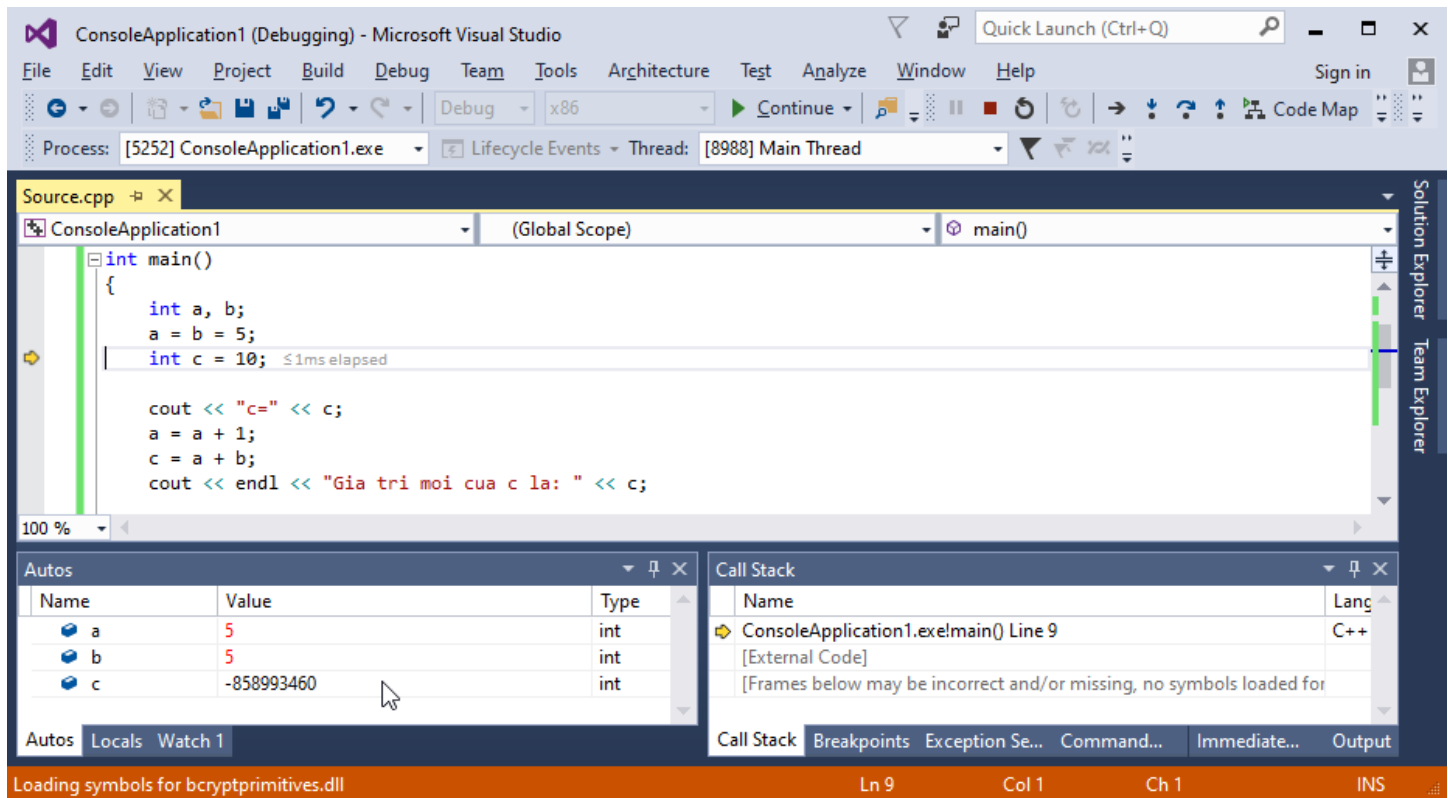 ConsoleApplication1 (Debugging) - Microsoft Visual Studio
Quick Launch (Ctrl+Q)
File Edit View Project Build Debug Team Tools Architecture Test Analyze Window Help Sign in
Debug x86 Continue Code Map
Process: [5252] ConsoleApplication1.exe Lifecycle Events Thread: [8988] Main Thread
Source.cpp
ConsoleApplication1 (Global Scope) main()
int main()
{
int a, b;
a = b = 5;
int c = 10; ≤1ms elapsed
cout << "c=" << c;
a = a + 1;
c = a + b;
cout << endl << "Gia tri moi cua c la: " << c;
100 %
Solution Explorer
Team Explorer
Autos
Name Value Type
a 5 int
b 5 int
c -858993460 int
Autos Locals Watch 1
Call Stack
Name Lang
ConsoleApplication1.exe!main() Line 9 C++
[External Code]
[Frames below may be incorrect and/or missing, no symbols loaded for
Call Stack Breakpoints Exception Se... Command... Immediate... Output
Loading symbols for bcryptprimitives.dll Ln 9 Col 1 Ch 1 INS